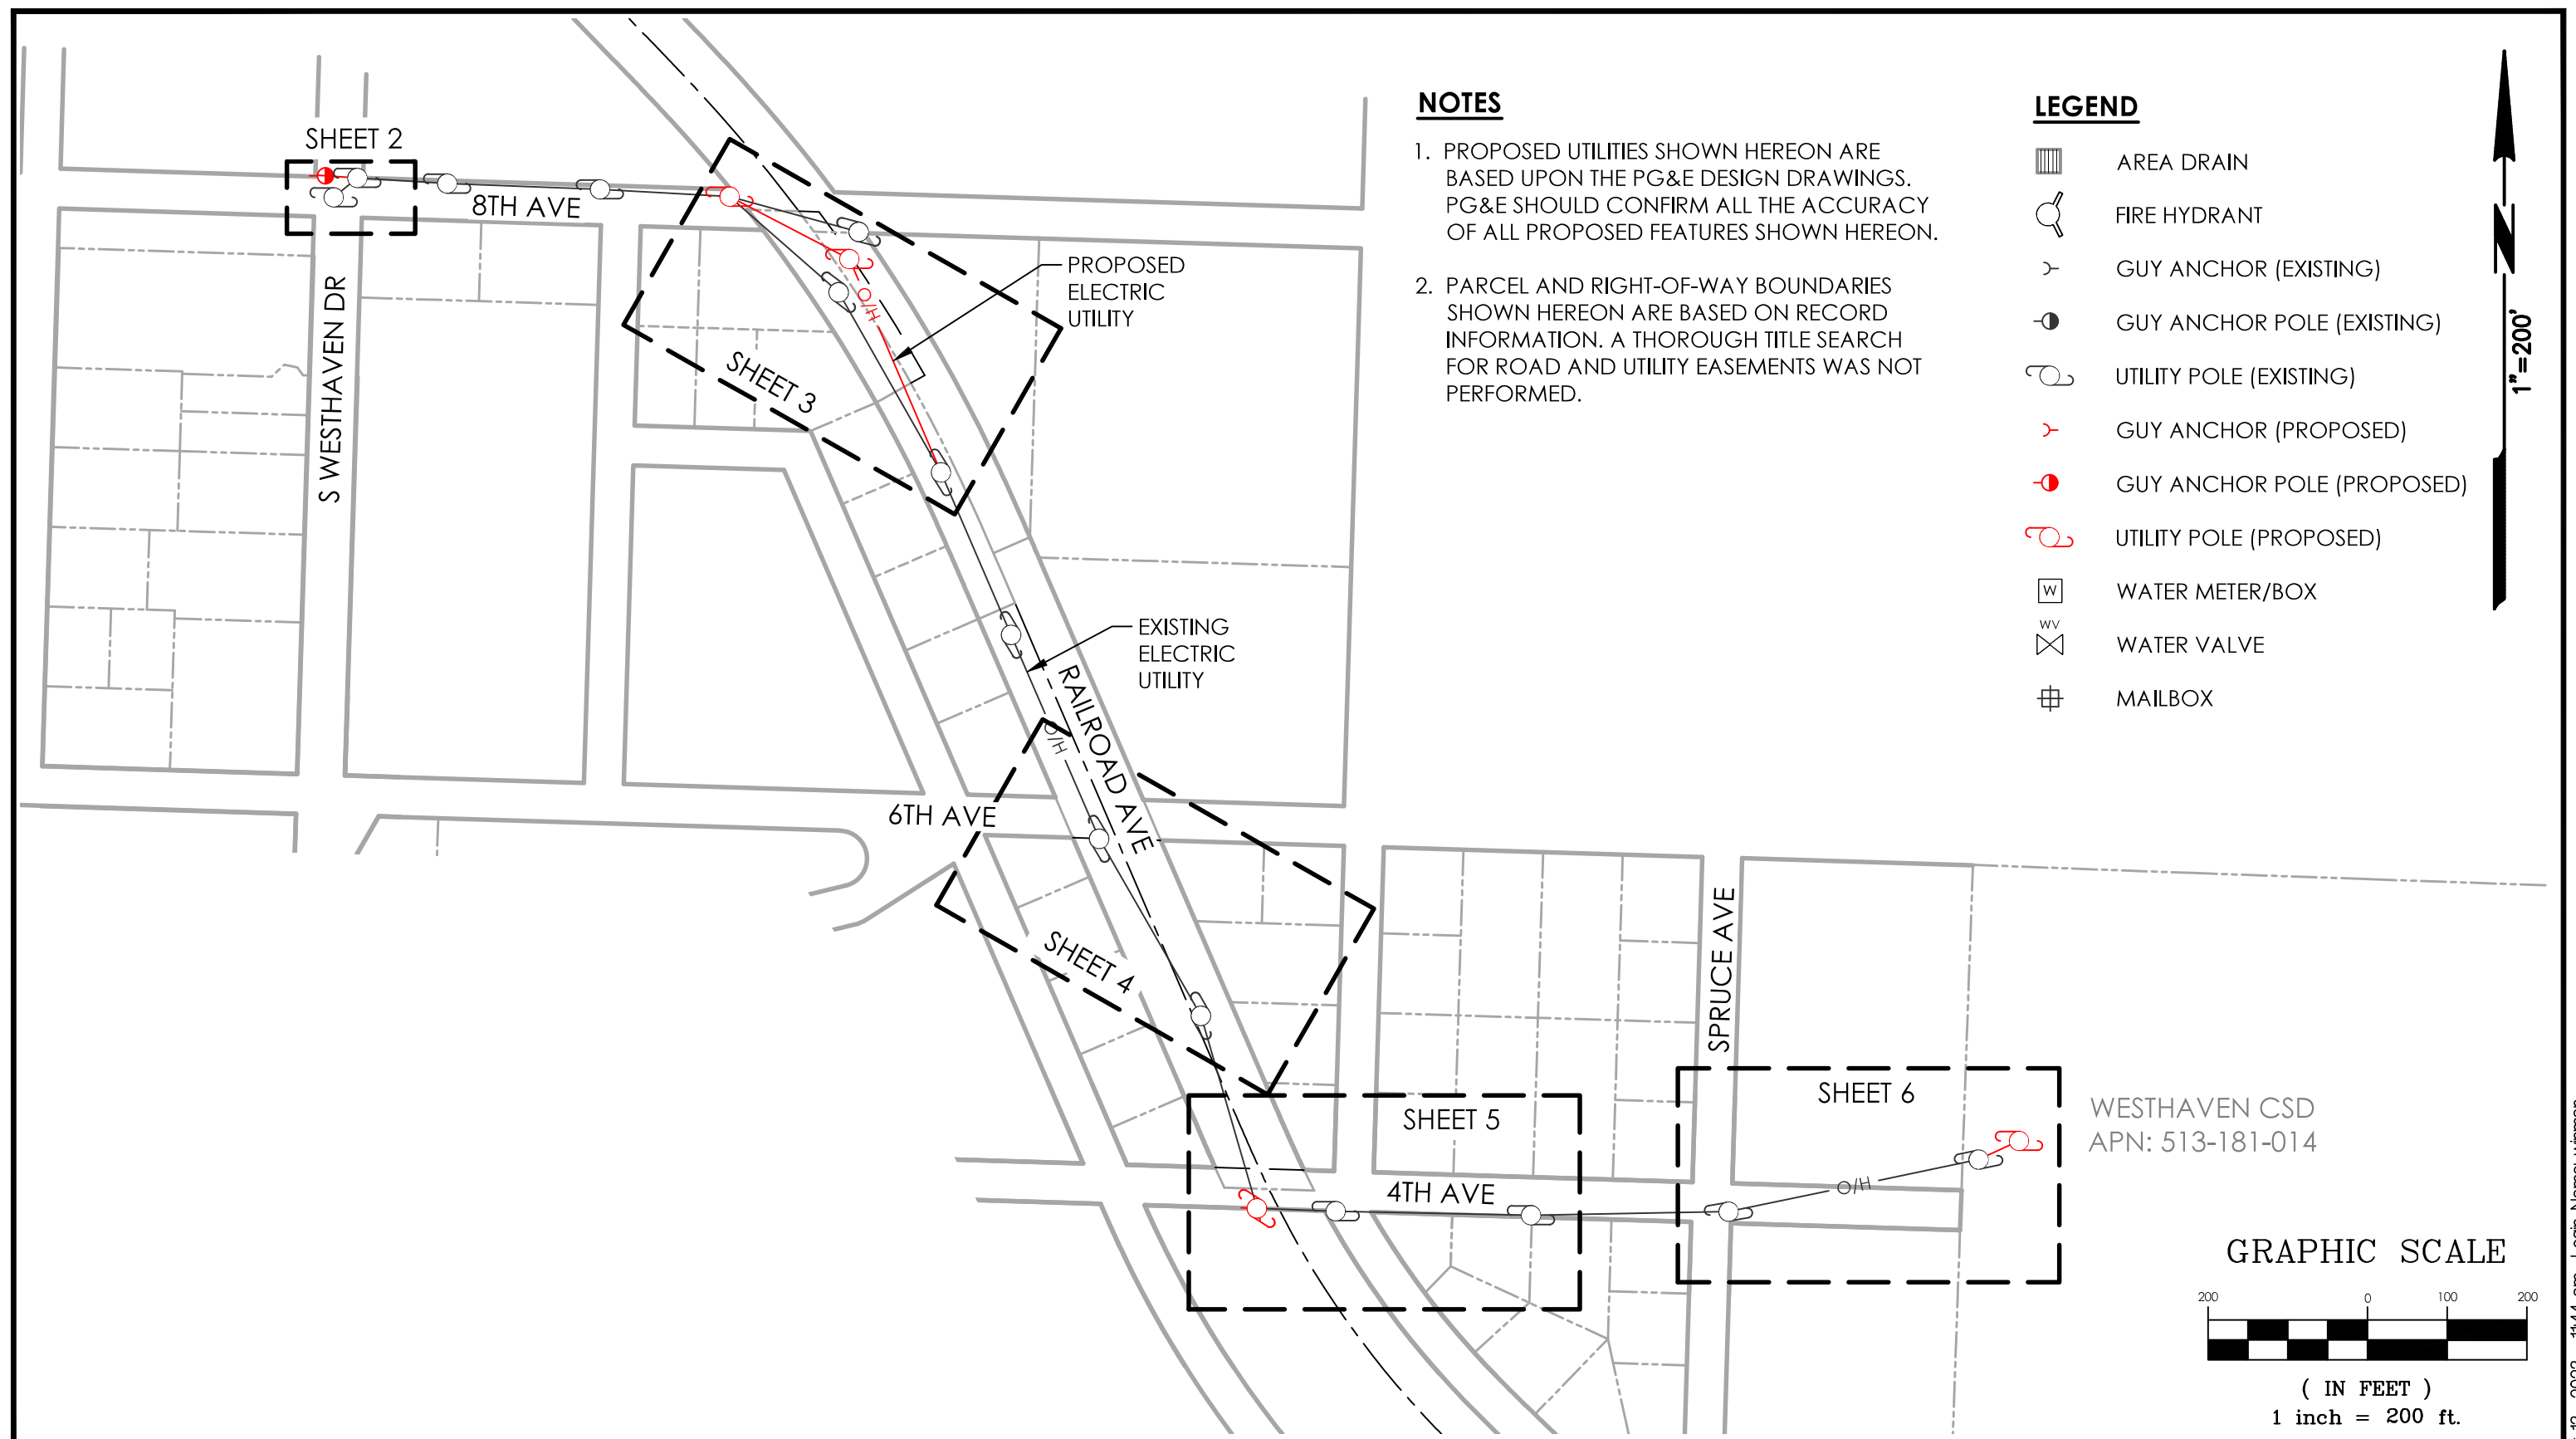 SHEET 2
8TH AVE
S WESTHAVEN DR
SHEET 3
O/H
PROPOSED
ELECTRIC
UTILITY
EXISTING
ELECTRIC
UTILITY
O/H
RAILROAD AVE
6TH AVE
SHEET 4
SPRUCE AVE
SHEET 5
4TH AVE
SHEET 6
O/H
WESTHAVEN CSD
APN: 513-181-014
NOTES
1. PROPOSED UTILITIES SHOWN HEREON ARE
BASED UPON THE PG&E DESIGN DRAWINGS.
PG&E SHOULD CONFIRM ALL THE ACCURACY
OF ALL PROPOSED FEATURES SHOWN HEREON.
2. PARCEL AND RIGHT-OF-WAY BOUNDARIES
SHOWN HEREON ARE BASED ON RECORD
INFORMATION. A THOROUGH TITLE SEARCH
FOR ROAD AND UTILITY EASEMENTS WAS NOT
PERFORMED.
LEGEND
AREA DRAIN
FIRE HYDRANT
GUY ANCHOR (EXISTING)
GUY ANCHOR POLE (EXISTING)
UTILITY POLE (EXISTING)
GUY ANCHOR (PROPOSED)
GUY ANCHOR POLE (PROPOSED)
UTILITY POLE (PROPOSED)
W WATER METER/BOX
WV
WATER VALVE
MAILBOX
N
1"=200'
GRAPHIC SCALE
200 0 100 200
( IN FEET )
1 inch = 200 ft.